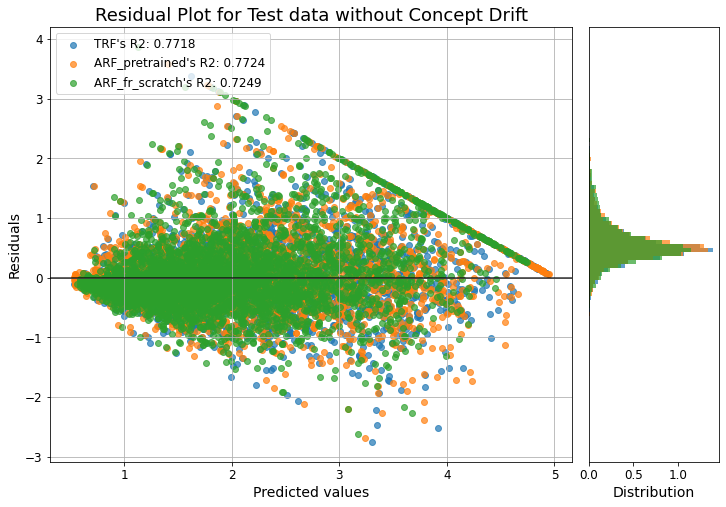 Residual Plot for Test data without Concept Drift
TRF's R2: 0.7718
ARF_pretrained's R2: 0.7724
ARF_fr_scratch's R2: 0.7249
4
3
2
1
0
−1
−2
−3
Residuals
1
2
3
4
5
Predicted values
0.0
0.5
1.0
Distribution